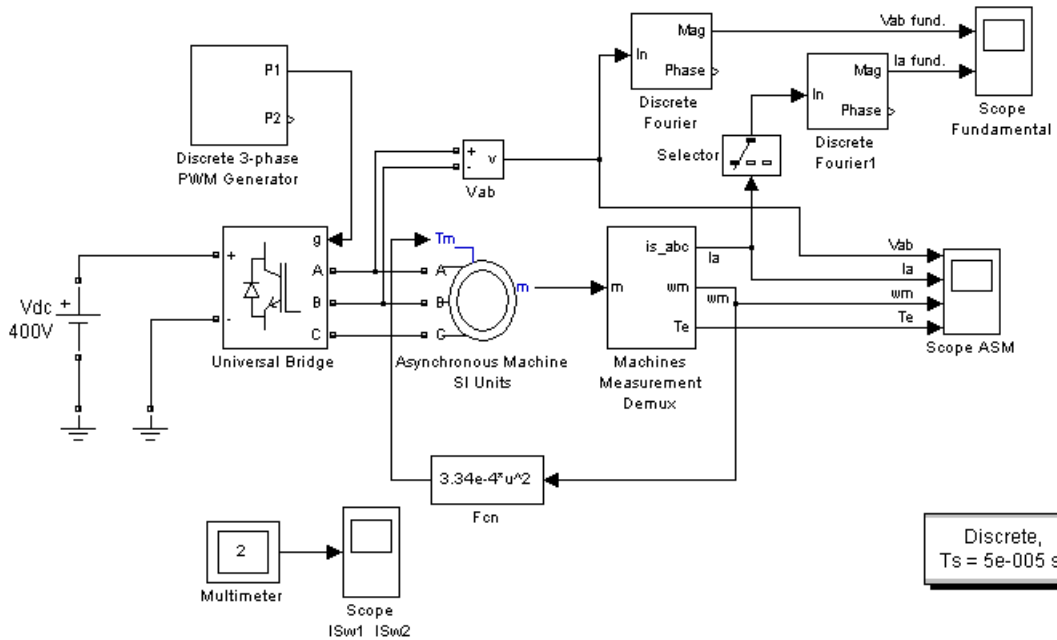 Vab fund.
Mag
In
Phase
Discrete
Fourier
Ia fund.
Mag
In
Phase
Discrete
Fourier1
Scope
Fundamental
P1
P2
Discrete 3-phase
PWM Generator
Selector
+
-
v
Vab
g
+
A
B
-
C
Universal Bridge
Vdc
+
400V
Tm
A
B
C
m
Asynchronous Machine
SI Units
m
is_abc
wm
Te
Ia
wm
Machines
Measurement
Demux
Vab
Ia
wm
Te
Scope ASM
3.34e-4*u^2
Fcn
2
Multimeter
Scope
ISw1 ISw2
Discrete,
Ts = 5e-005 s